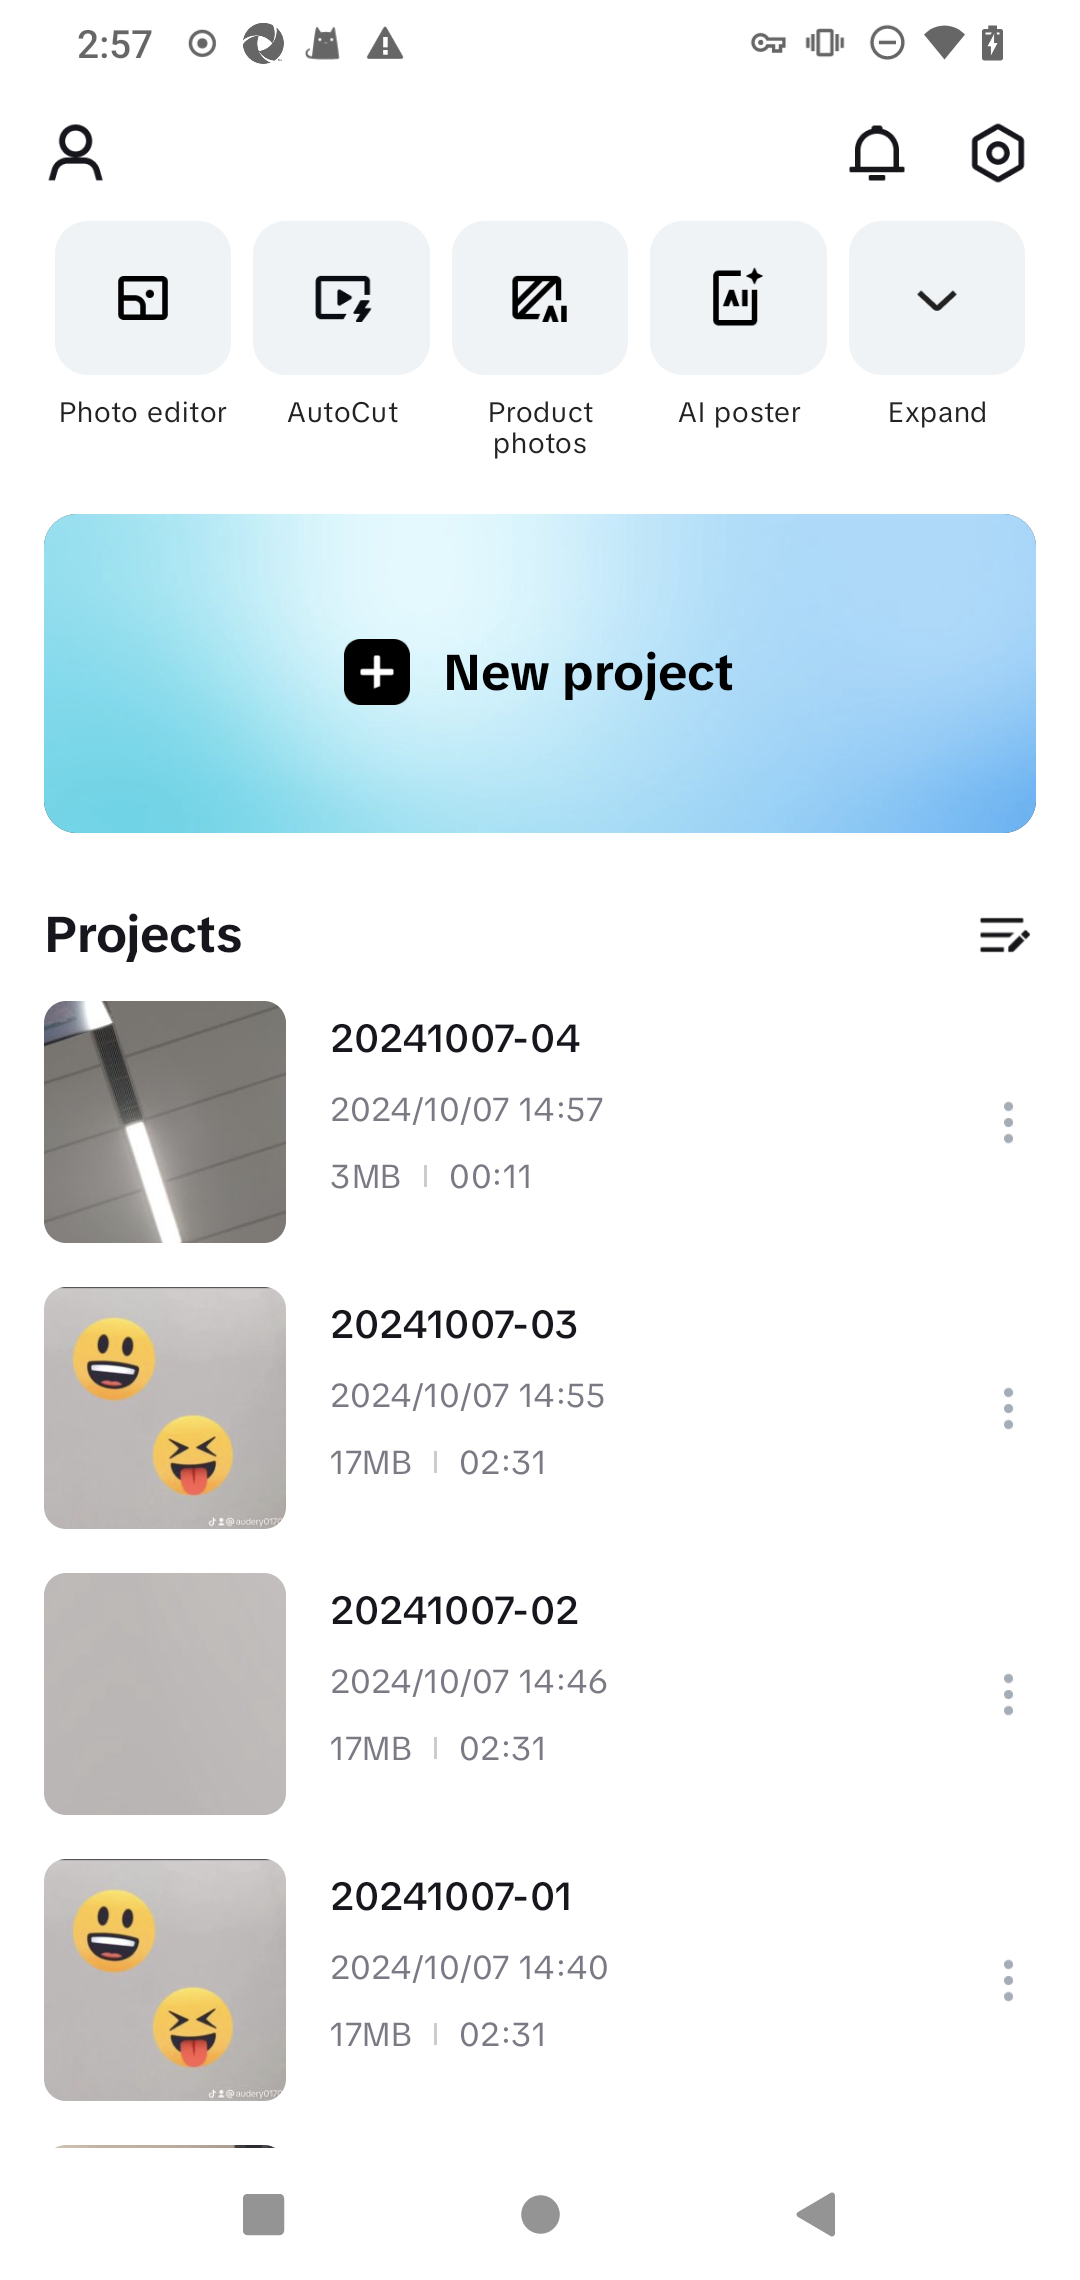 2:57
Photo editor
AutoCut
Product
photos
AI poster
Expand
New project
Projects
20241007-04
2024/10/07 14:57
3MB | 00:11
20241007-03
2024/10/07 14:55
17MB | 02:31
20241007-02
2024/10/07 14:46
17MB | 02:31
20241007-01
2024/10/07 14:40
17MB | 02:31